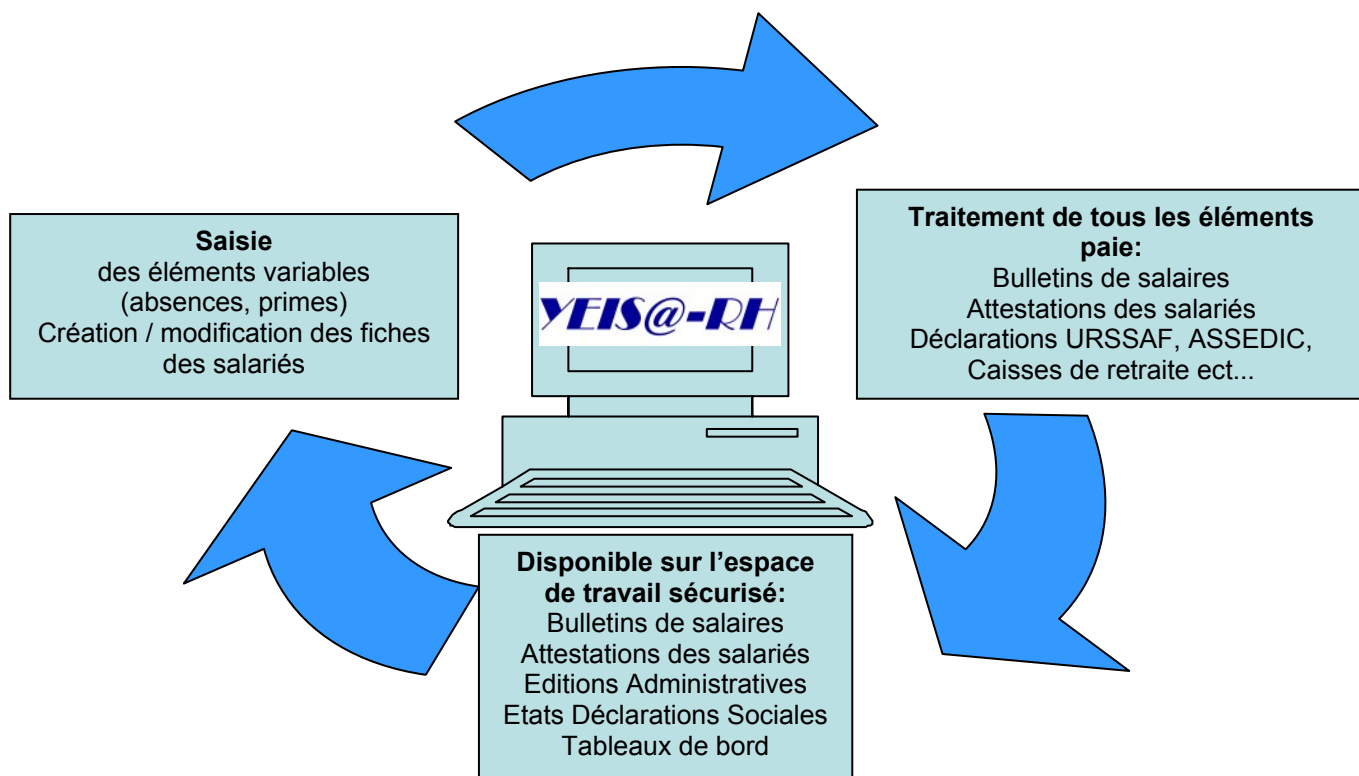 Saisie
des éléments variables
(absences, primes)
Création / modification des fiches
des salariés
YEIS@-RH
Traitement de tous les éléments
paie:
Bulletins de salaires
Attestations des salariés
Déclarations URSSAF, ASSEDIC,
Caisses de retraite ect...
Disponible sur l’espace
de travail sécurisé:
Bulletins de salaires
Attestations des salariés
Editions Administratives
Etats Déclarations Sociales
Tableaux de bord